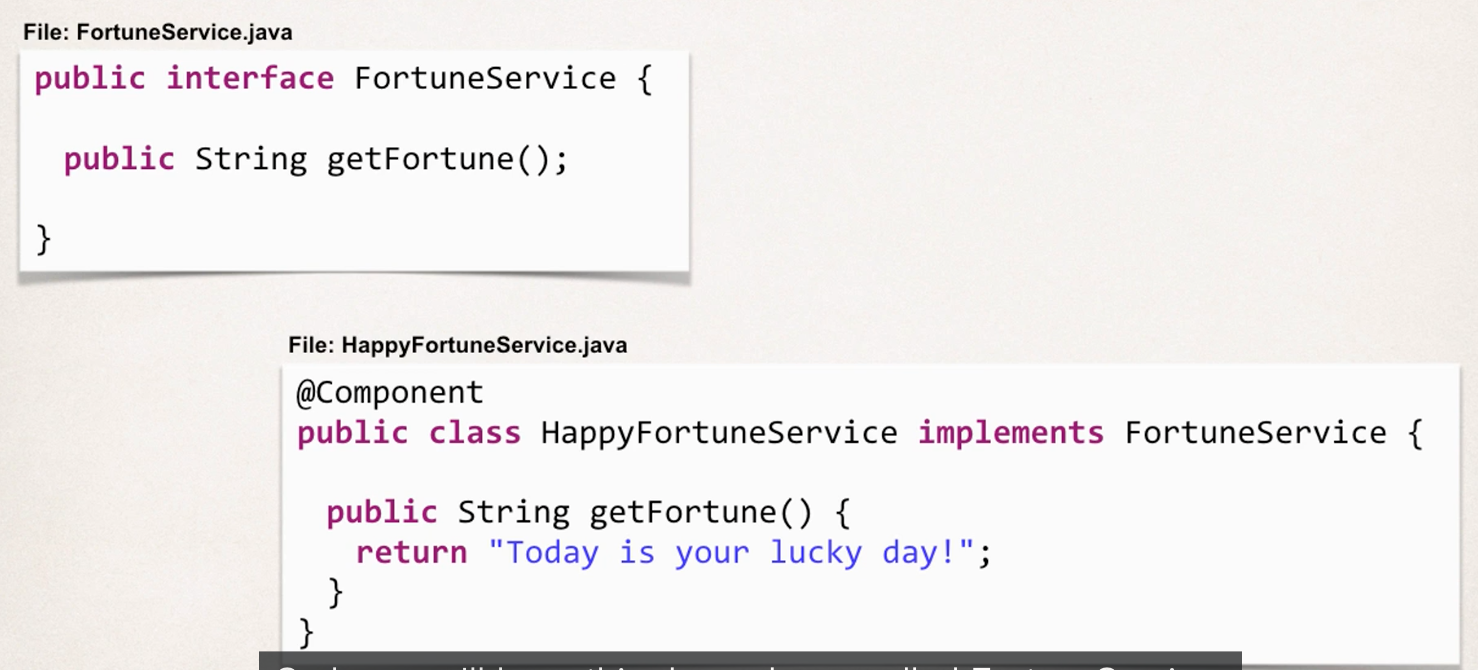 File: FortuneService.java
public interface FortuneService {
public String getFortune();
}
File: HappyFortuneService.java
@Component
public class HappyFortuneService implements FortuneService {
public String getFortune() {
return "Today is your lucky day!";
}
}